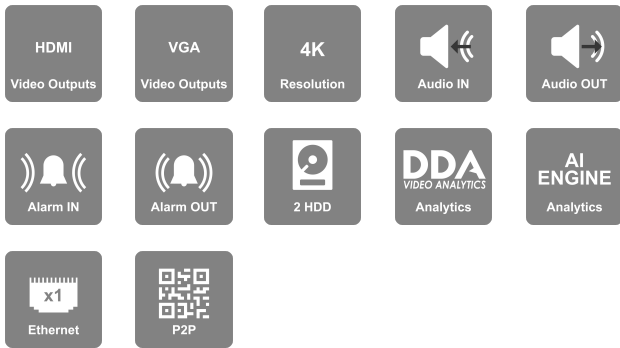 HDMI
Video Outputs
VGA
Video Outputs
4K
Resolution
Audio IN
Audio OUT
Alarm IN
Alarm OUT
2 HDD
DDA
VIDEO ANALYTICS
Analytics
AI
ENGINE
Analytics
x1
Ethernet
P2P